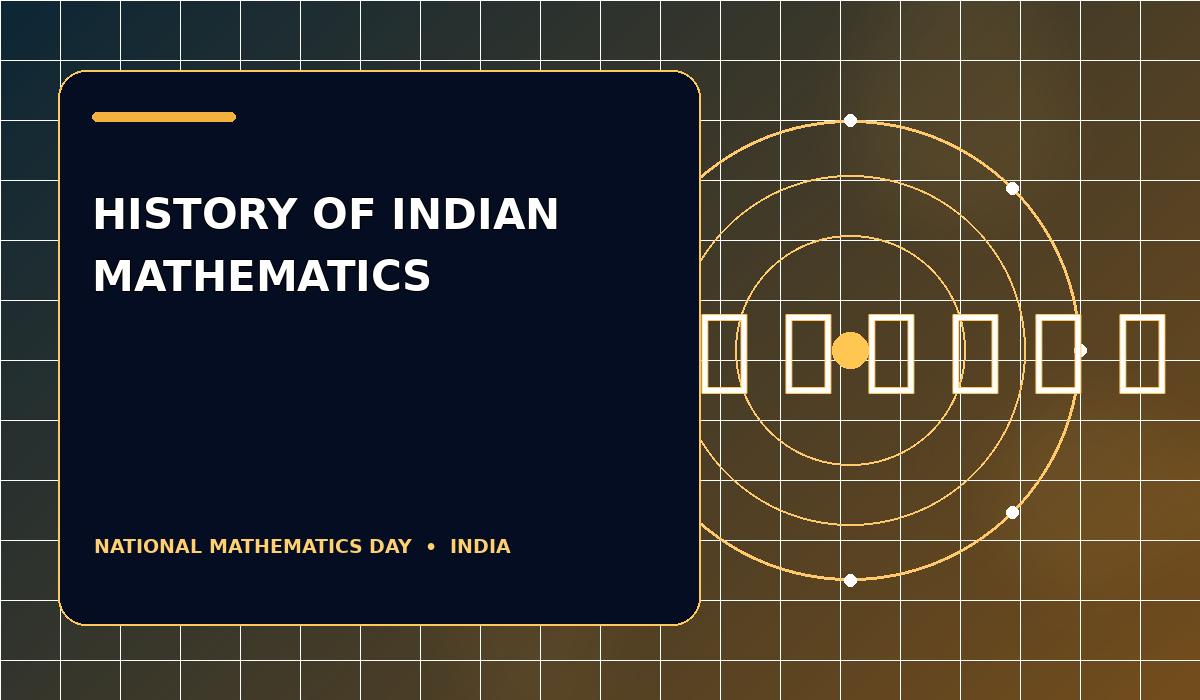 HISTORY OF INDIAN
MATHEMATICS
NATIONAL MATHEMATICS DAY • INDIA